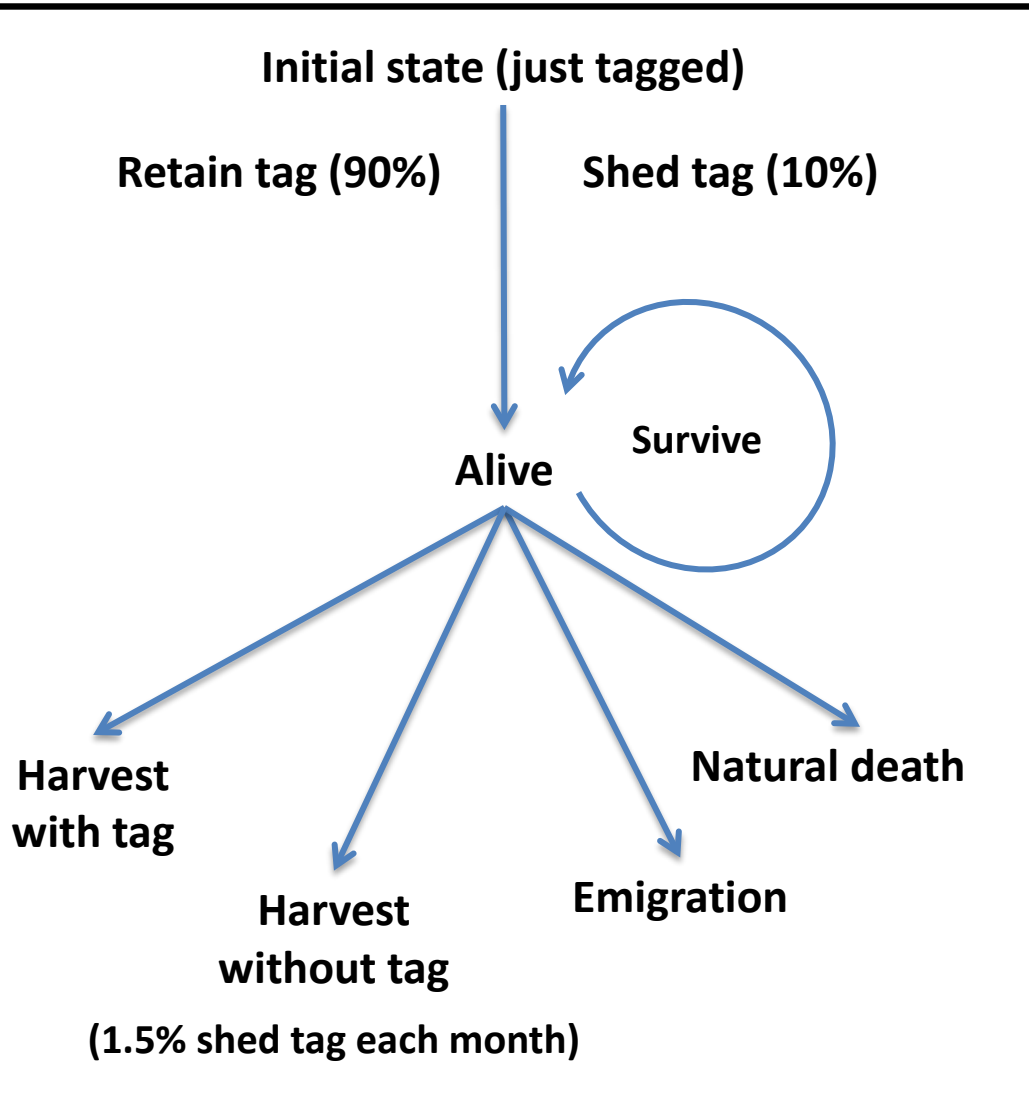 Initial state (just tagged)
Retain tag (90%)
Shed tag (10%)
Survive
Alive
Harvest
with tag
Harvest
without tag
(1.5% shed tag each month)
Emigration
Natural death